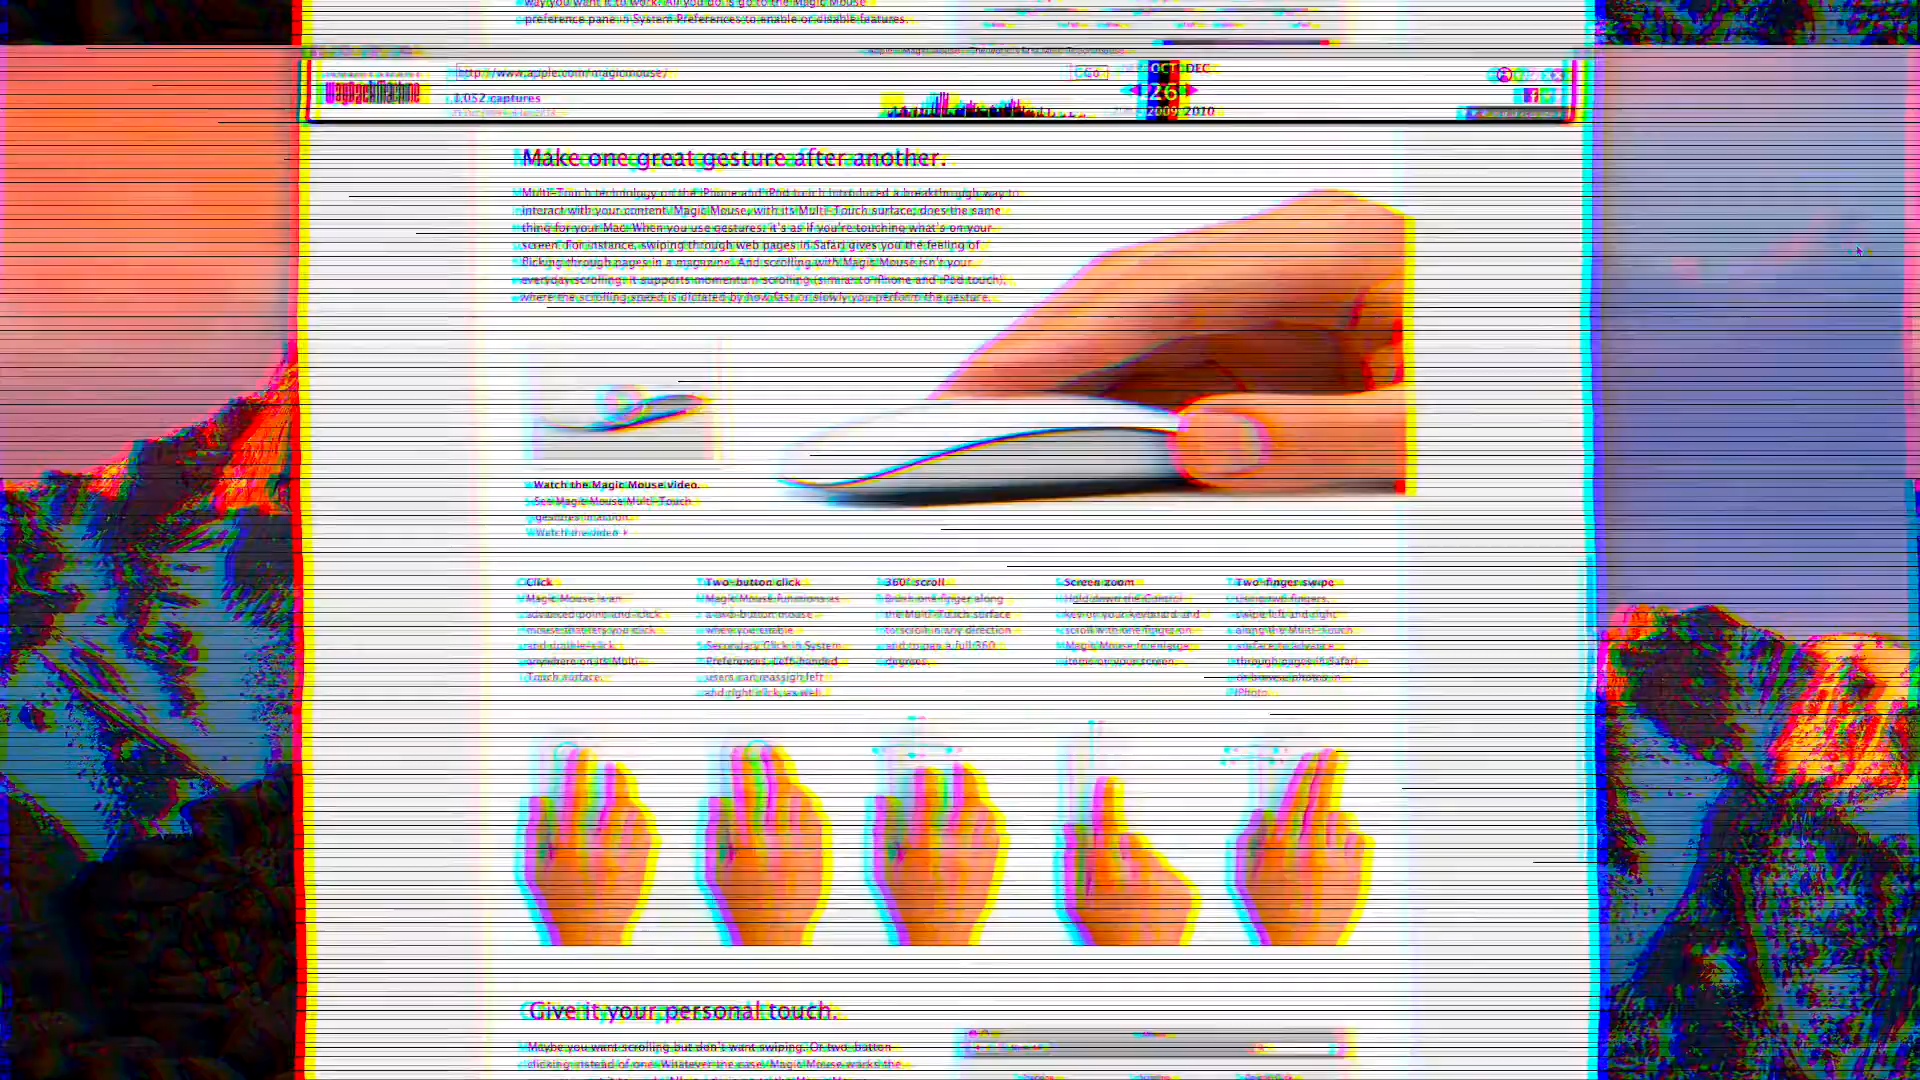 way you want it to work. All you do is go to the Magic Mouse
preference pane in System Preferences to enable or disable features.
http://www.apple.com/magicmouse/
Go
OCT DEC
WayBackMachine
1,052 captures
26
2009 2010
Make one great gesture after another.
Multi-Touch technology on the iPhone and iPod touch introduced a breakthrough way to
interact with your content. Magic Mouse, with its Multi-Touch surface, does the same
thing for your Mac. When you use gestures, it's as if you're touching what's on your
screen. For instance, swiping through web pages in Safari gives you the feeling of
flicking through pages in a magazine. And scrolling with Magic Mouse isn't your
everyday scrolling. It supports momentum scrolling (similar to iPhone and iPod touch),
where the scrolling speed is dictated by how fast or slowly you perform the gesture.
Watch the Magic Mouse video.
See Magic Mouse Multi-Touch
gestures in action.
Watch the video
Click
Magic Mouse is an
advanced point-and-click
mouse that lets you click
and double-click
anywhere on its Multi-
Touch surface.
Two-button click
Magic Mouse functions as
a two-button mouse
when you enable
Secondary Click in System
Preferences. Left-handed
users can reassign left
and right click, as well.
360° scroll
Brush one finger along
the Multi-Touch surface
to scroll in any direction
and to pan a full 360
degrees.
Screen zoom
Hold down the Control
key on your keyboard and
scroll with one finger on
Magic Mouse to enlarge
items on your screen.
Two-finger swipe
Using two fingers,
swipe left and right
along the Multi-Touch
surface to advance
through pages in Safari
or browse photos in
iPhoto.
Give it your personal touch.
Maybe you want scrolling but don't want swiping. Or two-button
clicking instead of one. Whatever the case, Magic Mouse works the